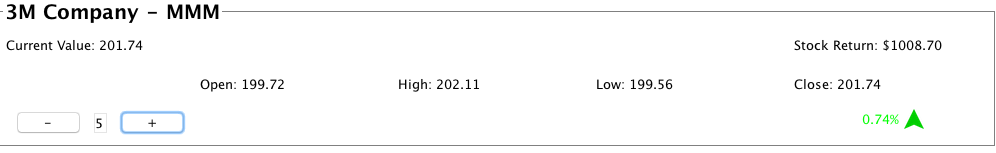 3M Company - MMM
Current Value: 201.74 Stock Return: $1008.70
Open: 199.72 High: 202.11 Low: 199.56 Close: 201.74
- 5 + 0.74%